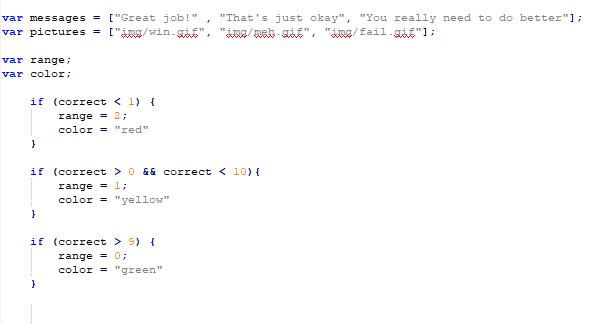 var messages = ["Great job!" , "That's just okay", "You really need to do better"];
var pictures = ["img/win.gif", "img/meh.gif", "img/fail.gif"];
var range;
var color;
if (correct < 1) {
range = 2;
color = "red"
}
if (correct > 0 && correct < 10){
range = 1;
color = "yellow"
}
if (correct > 9) {
range = 0;
color = "green"
}